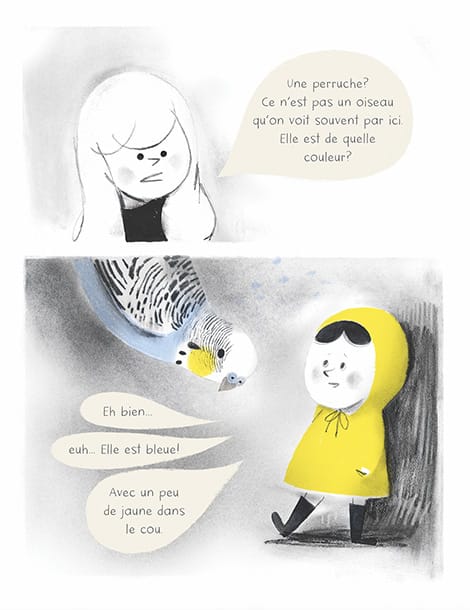 Une perruche?
Ce n'est pas un oiseau
qu'on voit souvent par ici.
Elle est de quelle
couleur?
Eh bien...
euh... Elle est bleue!
Avec un peu
de jaune dans
le cou.